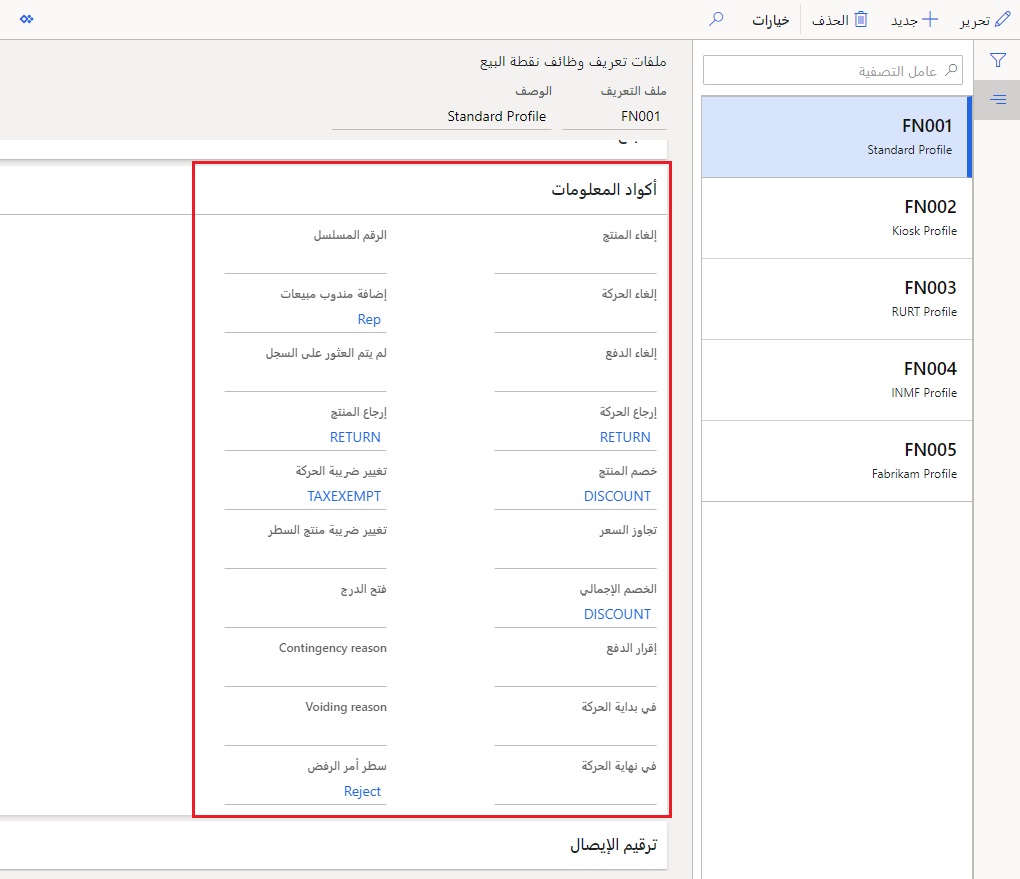 تحرير
جديد
الحذف
خيارات
عامل التصفية
FN001
Standard Profile
FN002
Kiosk Profile
FN003
RURT Profile
FN004
INMF Profile
FN005
Fabrikam Profile
ملفات تعريف وظائف نقطة البيع
ملف التعريف
الوصف
FN001
Standard Profile
أكواد المعلومات
إلغاء المنتج
الرقم المسلسل
إلغاء الحركة
إضافة مندوب مبيعات
Rep
إلغاء الدفع
لم يتم العثور على السجل
إرجاع الحركة
إرجاع المنتج
RETURN
RETURN
خصم المنتج
تغيير ضريبة الحركة
DISCOUNT
TAXEXEMPT
تجاوز السعر
تغيير ضريبة منتج السطر
الخصم الإجمالي
فتح الدرج
DISCOUNT
إقرار الدفع
Contingency reason
في بداية الحركة
Voiding reason
في نهاية الحركة
سطر أمر الرفض
Reject
ترقيم الإيصال